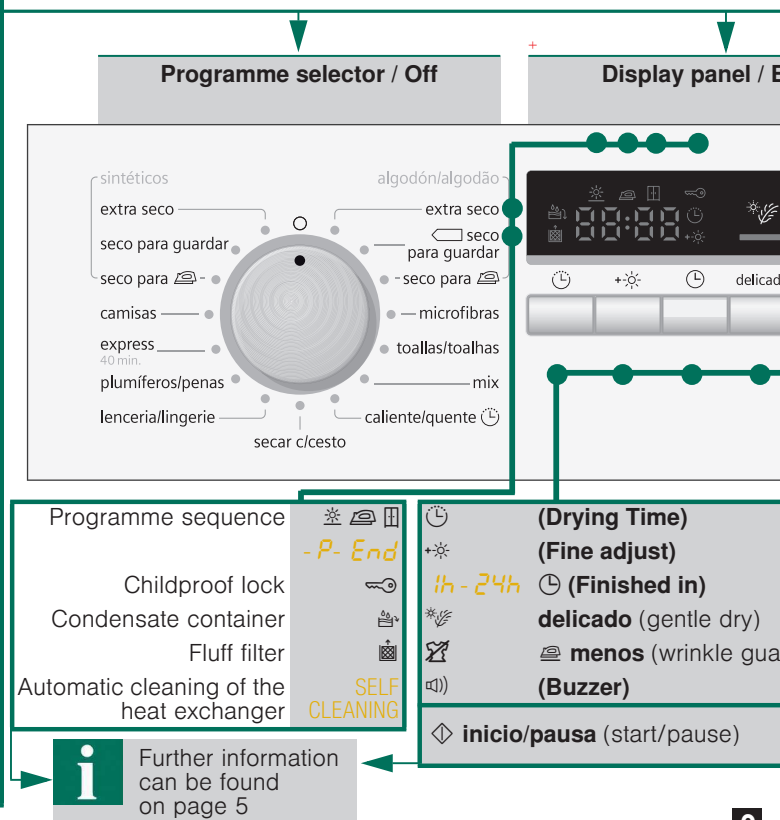 Programme selector / Off
Display panel /
sintéticos
extra seco
seco para guardar
seco para
camisas
express
40 min.
plumíferos/penas
lenceria/lingerie
secar c/cesto
algodón/algodão
extra seco
seco
para guardar
seco para
microfibras
toallas/toalhas
mix
caliente/quente
88:88
delicad
Programme sequence
-P- End
Childproof lock
Condensate container
Fluff filter
Automatic cleaning of the
heat exchanger
SELF
CLEANING
(Drying Time)
(Fine adjust)
1h - 24h (Finished in)
delicado (gentle dry)
menos (wrinkle gua
(Buzzer)
inicio/pausa (start/pause)
i
Further information
can be found
on page 5